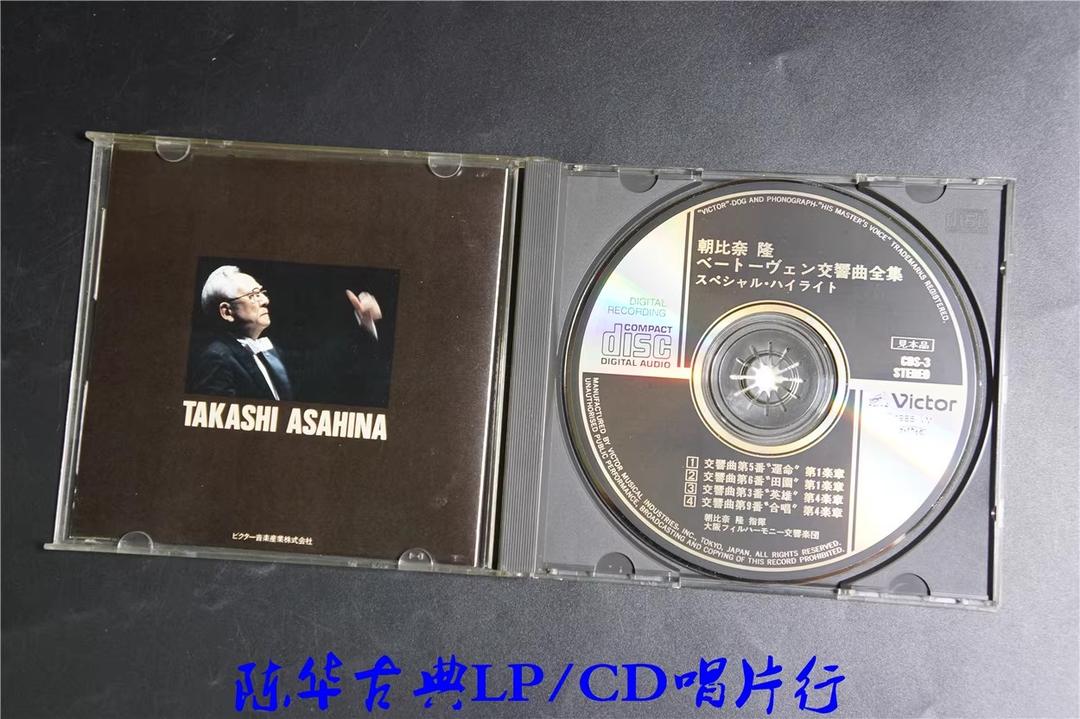 TAKASHI ASAHINA
ビクター音楽産業株式会社
"VICTOR"-DOG AND PHONOGRAPH-"HIS MASTER'S VOICE" TRADEMARKS REGISTERED.
朝比奈 隆
ベートーヴェン交響曲全集
スペシャル・ハイライト
DIGITAL
RECORDING
COMPACT
disc
DIGITAL AUDIO
見本品
CDS-3
STEREO
Victor
1 交響曲第5番“運命” 第1楽章
2 交響曲第6番“田園” 第1楽章
3 交響曲第3番“英雄” 第4楽章
4 交響曲第9番“合唱” 第4楽章
朝比奈 隆 指揮
大阪フィルハーモニー交響楽団
MANUFACTURED BY VICTOR MUSICAL INDUSTRIES, INC., TOKYO, JAPAN. ALL RIGHTS RESERVED.
UNAUTHORISED PUBLIC PERFORMANCE, BROADCASTING AND COPYING OF THIS RECORD PROHIBITED.
陈华古典LP/CD唱片行